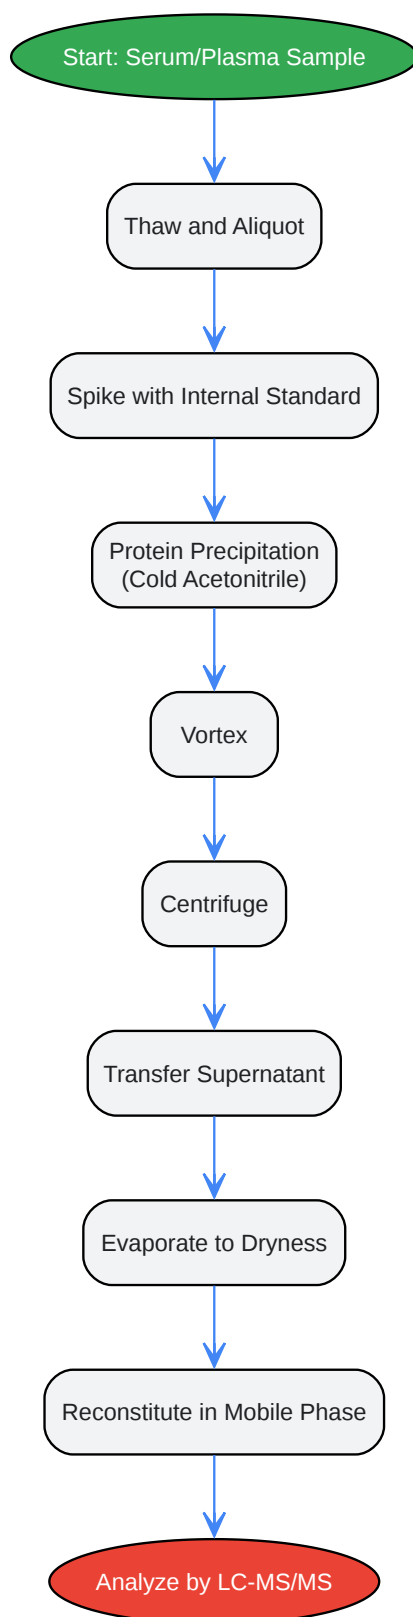 Start: Serum/Plasma Sample
Thaw and Aliquot
Spike with Internal Standard
Protein Precipitation
(Cold Acetonitrile)
Vortex
Centrifuge
Transfer Supernatant
Evaporate to Dryness
Reconstitute in Mobile Phase
Analyze by LC-MS/MS